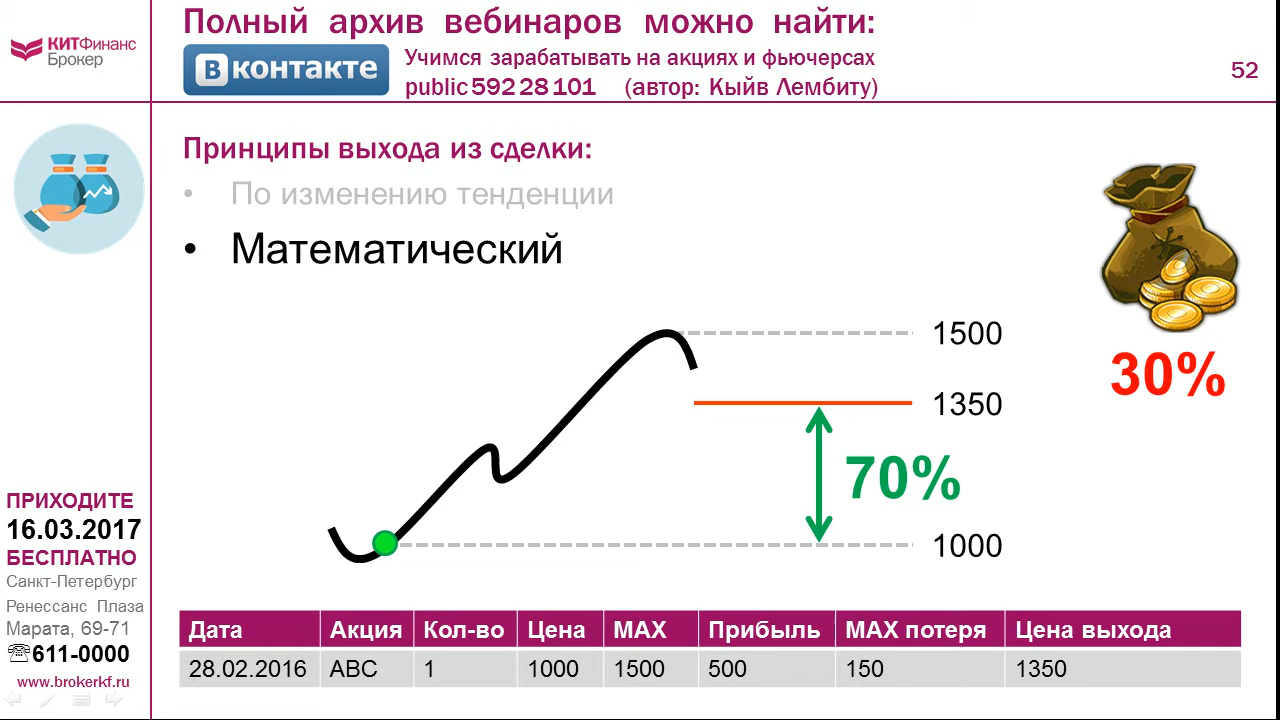 КИТФинанс
Брокер
Полный архив вебинаров можно найти:
В контакте
Учимся зарабатывать на акциях и фьючерсах
public 592 28 101 (автор: Кыйв Лембиту)
52
Принципы выхода из сделки:
• По изменению тенденции
• Математический
1500
30%
1350
70%
1000
ПРИХОДИТЕ
16.03.2017
БЕСПЛАТНО
Санкт-Петербург
Ренессанс Плаза
Марата, 69-71
☏611-0000
www.brokerkf.ru
Дата Акция Кол-во Цена MAX Прибыль MAX потеря Цена выхода
28.02.2016 ABC 1 1000 1500 500 150 1350